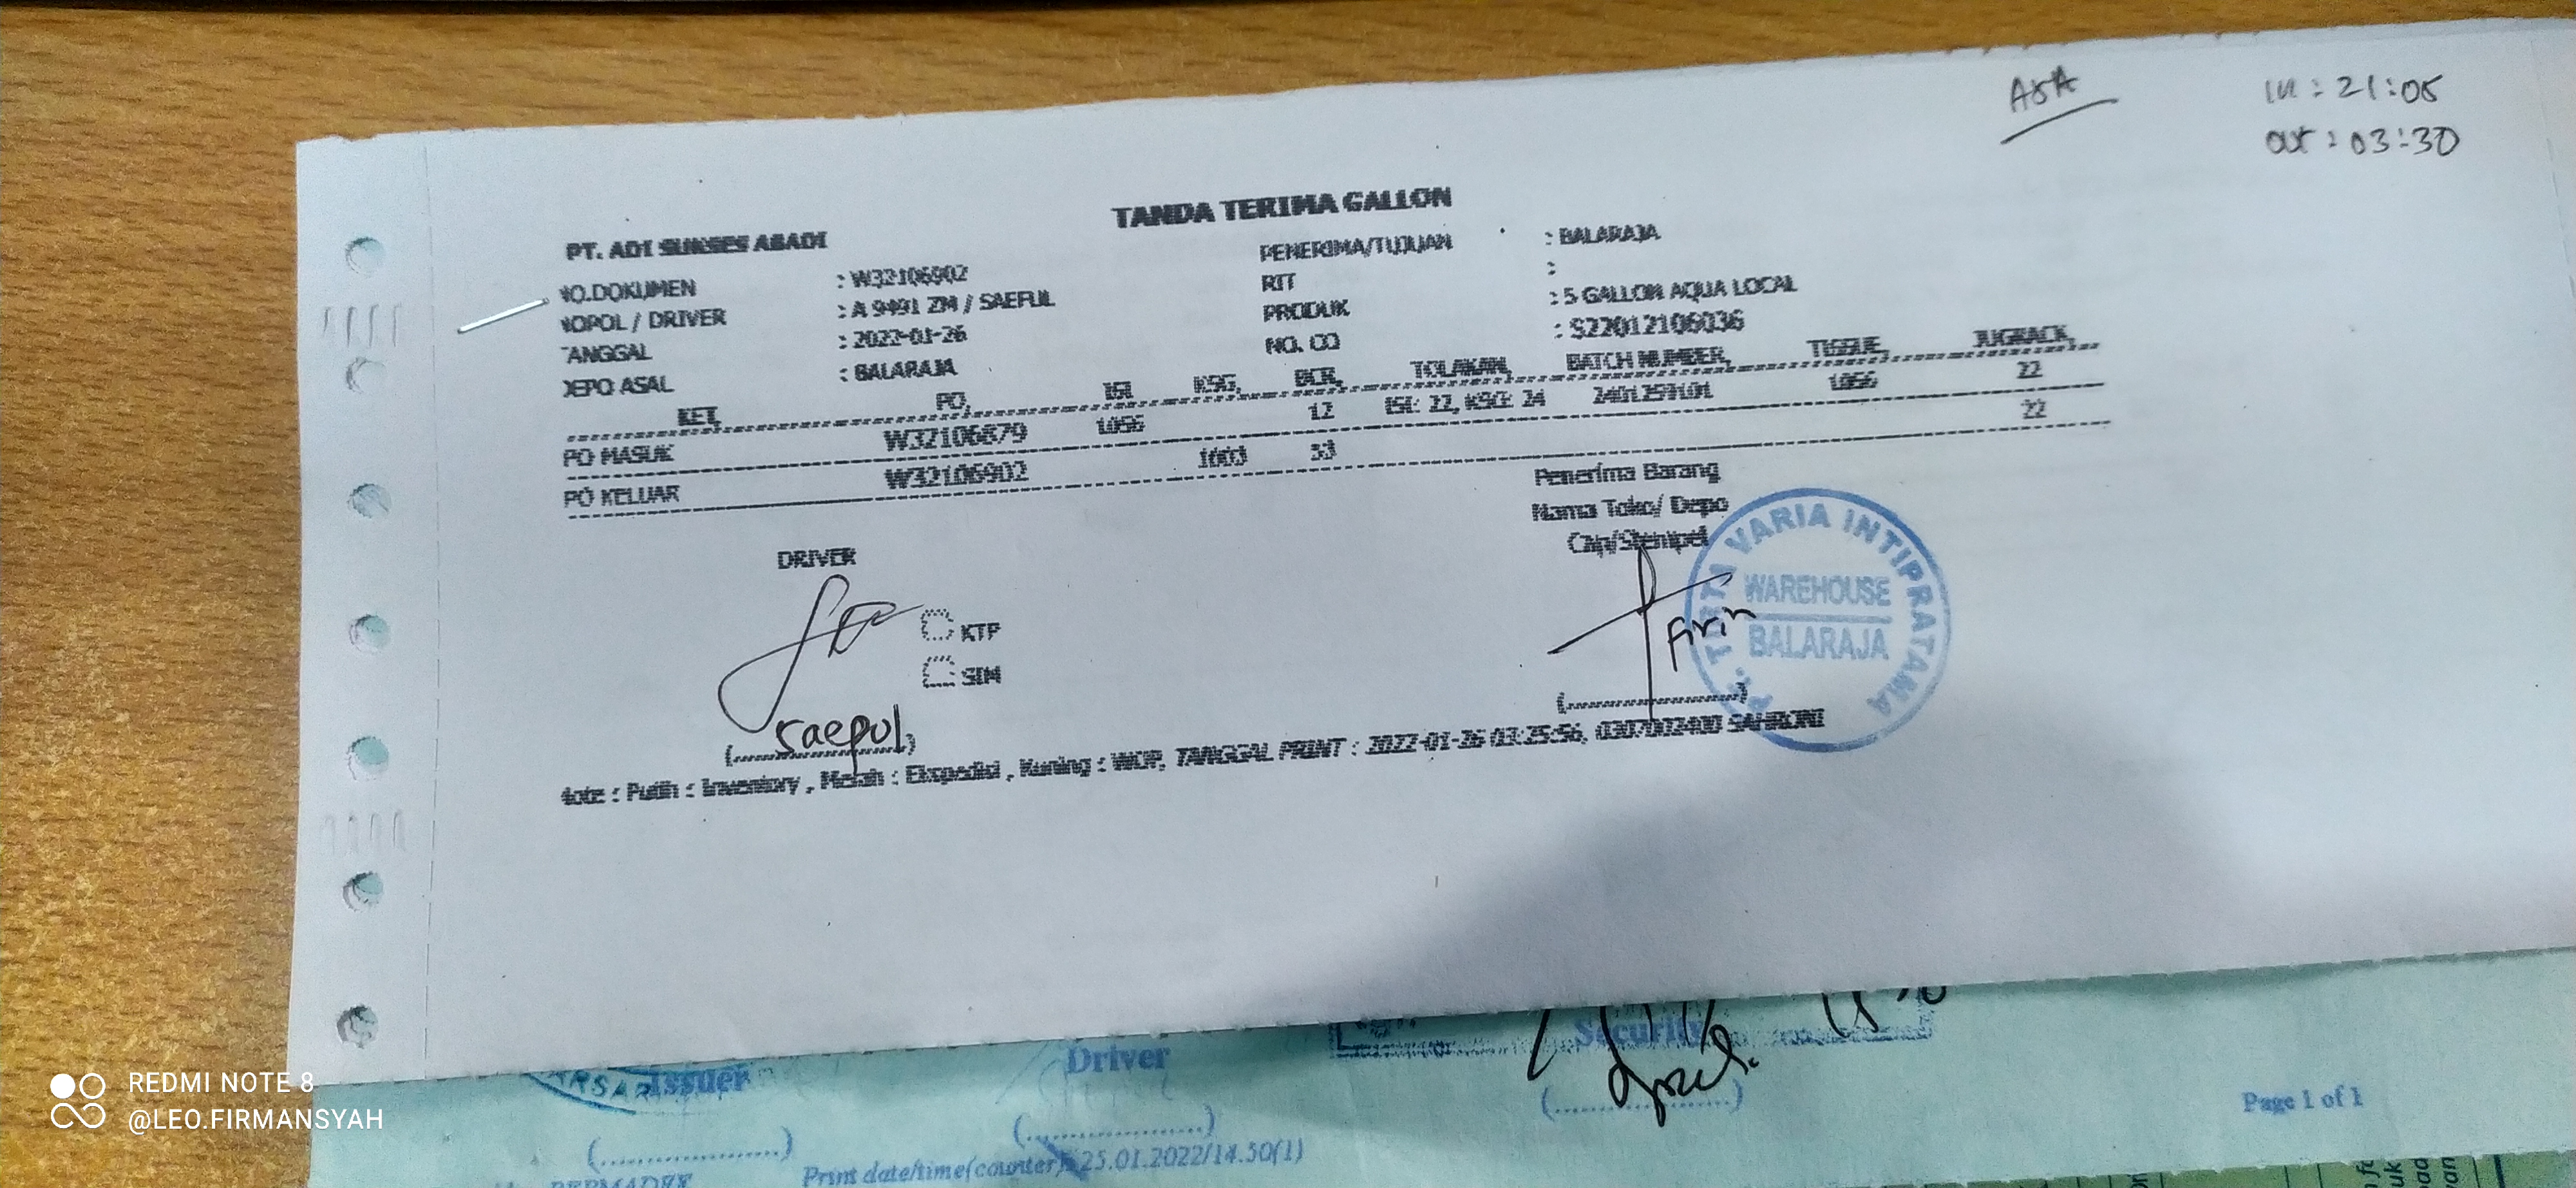 ASA
in : 21:05
out : 03:30
TANDA TERIMA GALLON
PT. ADI SUKSES ABADI
NO.DOKUMEN : W32106902
NOPOL / DRIVER : A 9491 ZM / SAEFUL
TANGGAL : 2022-01-26
DEPO ASAL : BALARAJA
PENERIMA/TUJUAN : BALARAJA
RIT :
PRODUK : 5 GALLON AQUA LOCAL
NO. CO : S22012106036
KET, PO, ISI KSG, BCR, TOLAKAN, BATCH NUMBER, TISSUE, JUGRACK,
PO MASUK W32106879 1056 12 ISI: 22, KSG: 24 1056 22
PO KELUAR W32106902 1003 53 22
Penerima Barang
Nama Toko/ Depo
Cap/Stempel
DRIVER
KTP
SIM
saepul
Firin
PT. TIRTA VARIA INTIPRATAMA
WAREHOUSE
BALARAJA
Note : Putih : Inventory , Merah : Ekspedisi , Kuning : WOP, TANGGAL PRINT : 2022-01-26 03:25:56, 0307002400 SAHRONI
Issuer
Driver
Security
Page 1 of 1
Print date/time(counter): 25.01.2022/14.50(1)
REDMI NOTE 8
@LEO.FIRMANSYAH